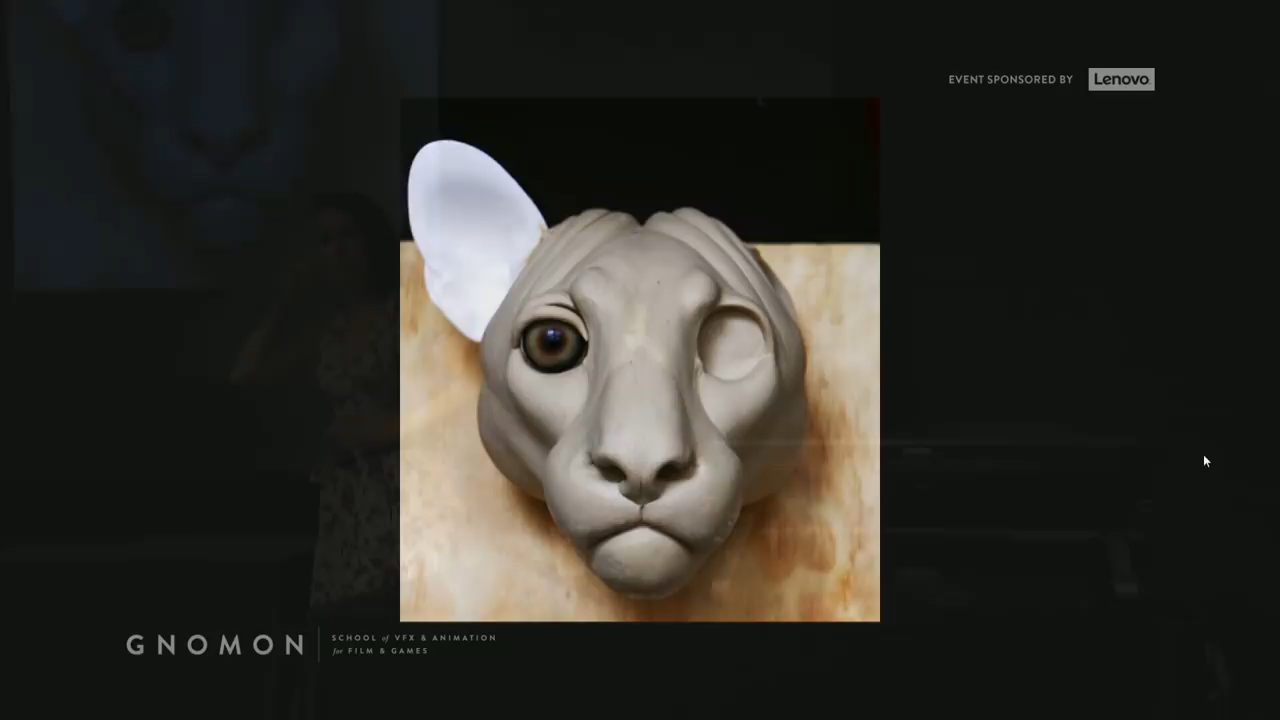 EVENT SPONSORED BY Lenovo
GNOMON
SCHOOL of VFX & ANIMATION
for FILM & GAMES